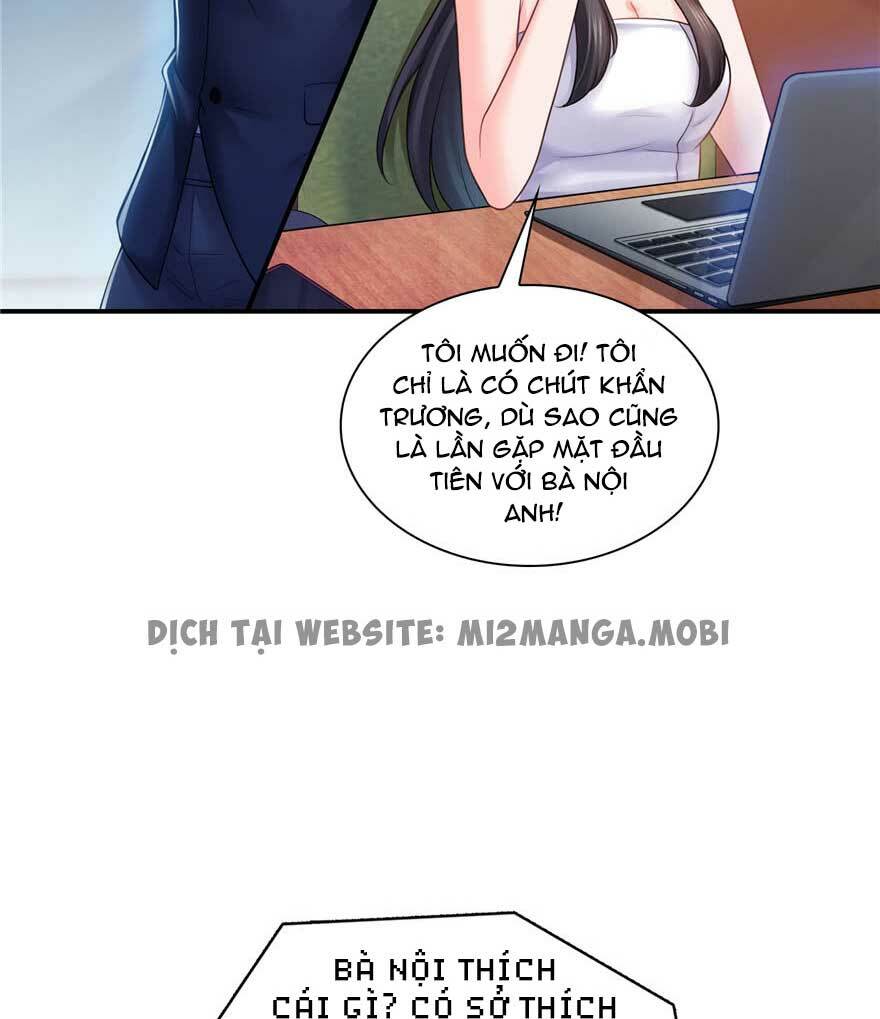 TÔI MUỐN ĐI! TÔI
CHỈ LÀ CÓ CHÚT KHẨN
TRƯƠNG, DÙ SAO CŨNG
LÀ LẦN GẶP MẶT ĐẦU
TIÊN VỚI BÀ NỘI
ANH!
DỊCH TẠI WEBSITE: MI2MANGA.MOBI
BÀ NỘI THÍCH
CÁI GÌ? CÓ SỞ THÍCH